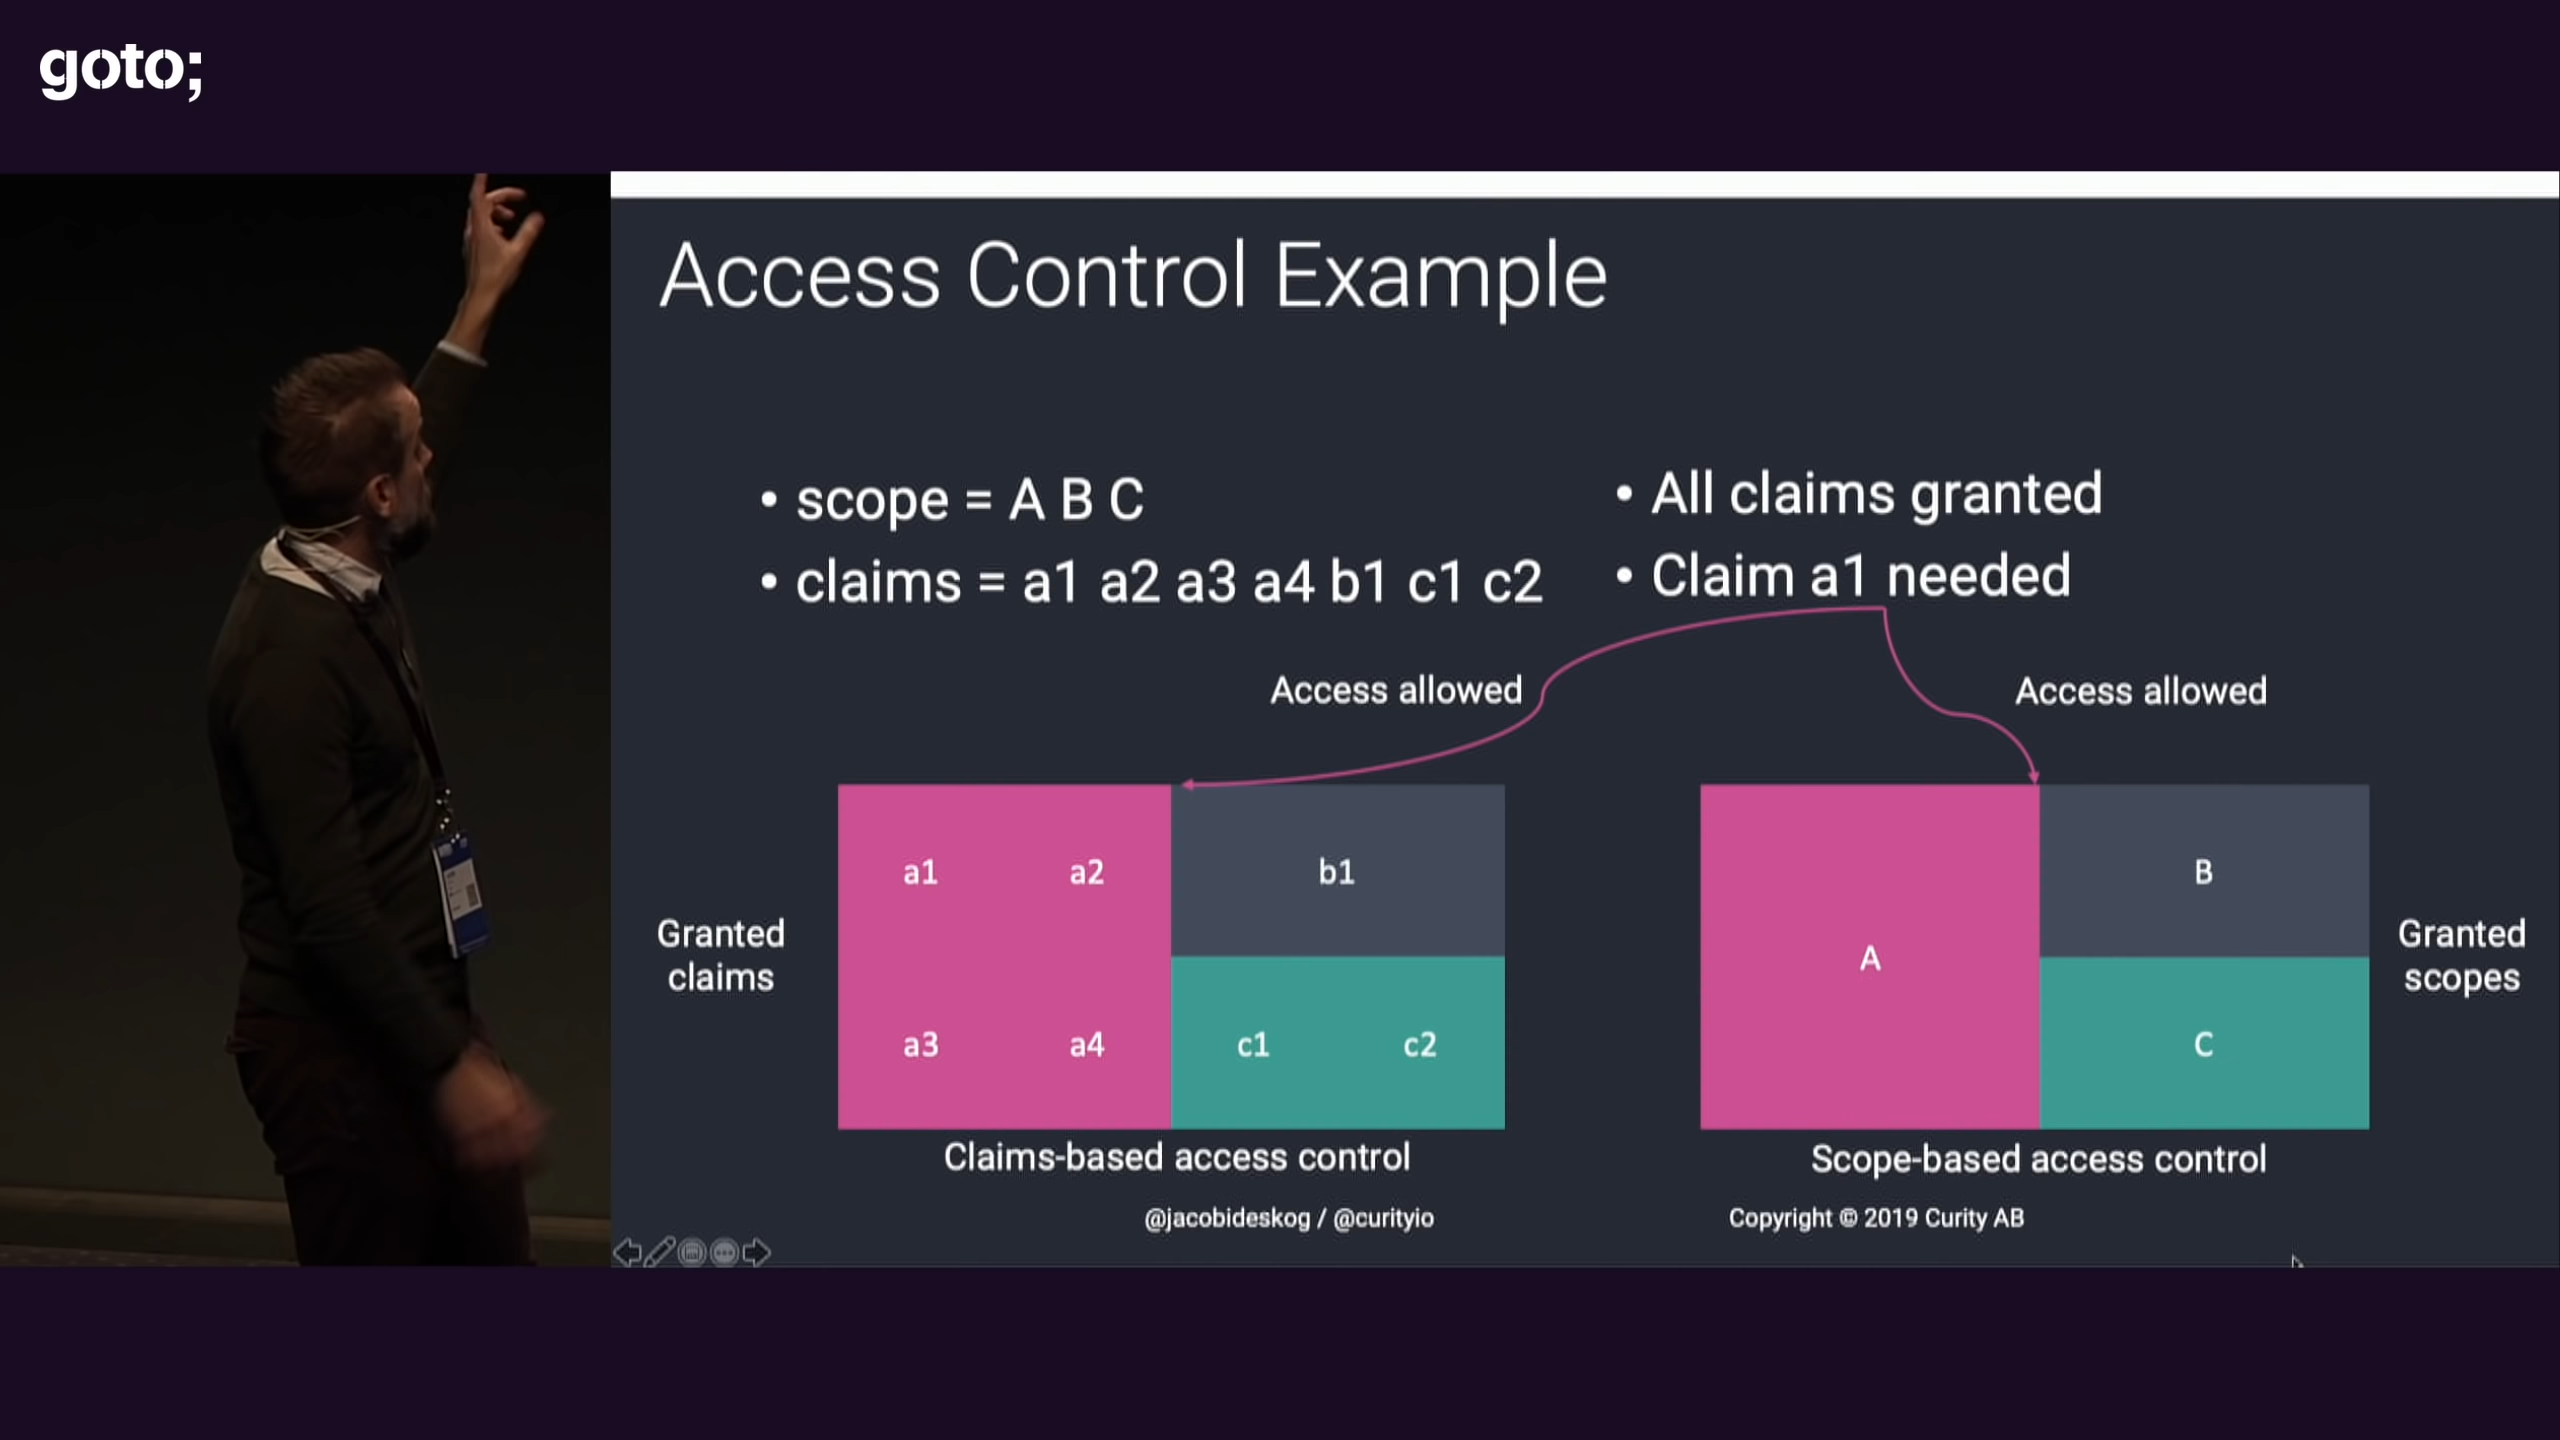 goto;
Access Control Example
• scope = A B C
• claims = a1 a2 a3 a4 b1 c1 c2
• All claims granted
• Claim a1 needed
Access allowed
Access allowed
Granted
claims
a1 a2 b1
a3 a4 c1 c2
Claims-based access control
A
B
C
Granted
scopes
Scope-based access control
@jacobideskog / @curityio
Copyright © 2019 Curity AB